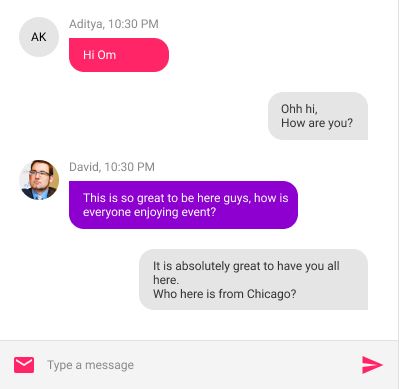 Aditya, 10:30 PM
AK
Hi Om
Ohh hi,
How are you?
David, 10:30 PM
This is so great to be here guys, how is
everyone enjoying event?
It is absolutely great to have you all
here.
Who here is from Chicago?
Type a message